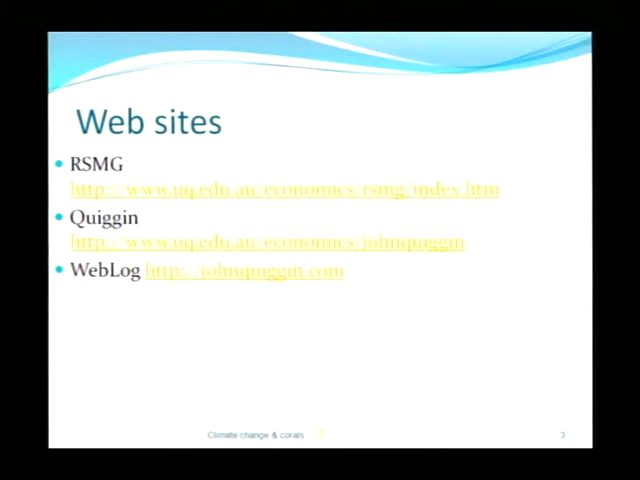 Web sites
RSMG
http://www.uq.edu.au/economics/rsmg/index.htm
Quiggin
http://www.uq.edu.au/economics/johnquiggin
WebLog http://johnquiggin.com
Climate change & corals
3